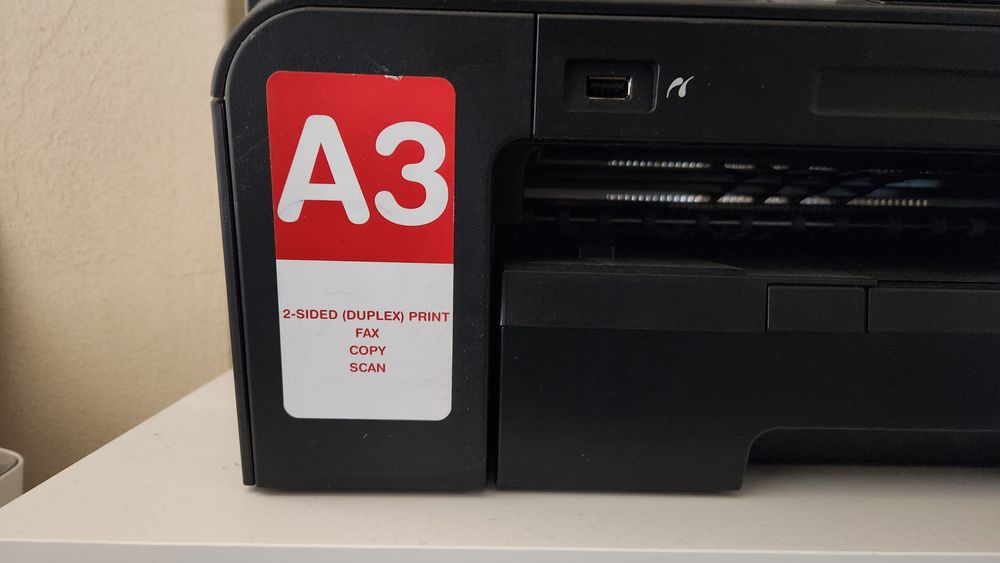 A3
2-SIDED (DUPLEX) PRINT
FAX
COPY
SCAN